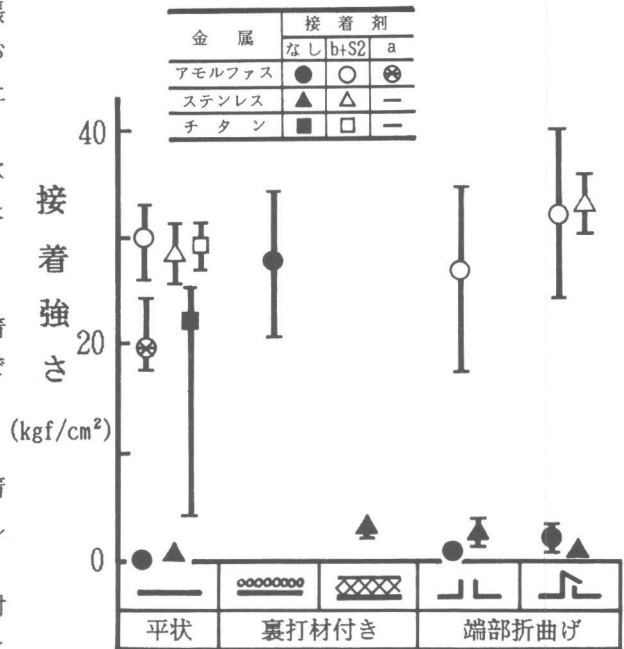 金属 接着剤
なし b+S2 a
アモルファス
ステンレス —
チタン —
40
接着強さ
20
(kgf/cm²)
0
平状 裏打材付き 端部折曲げ